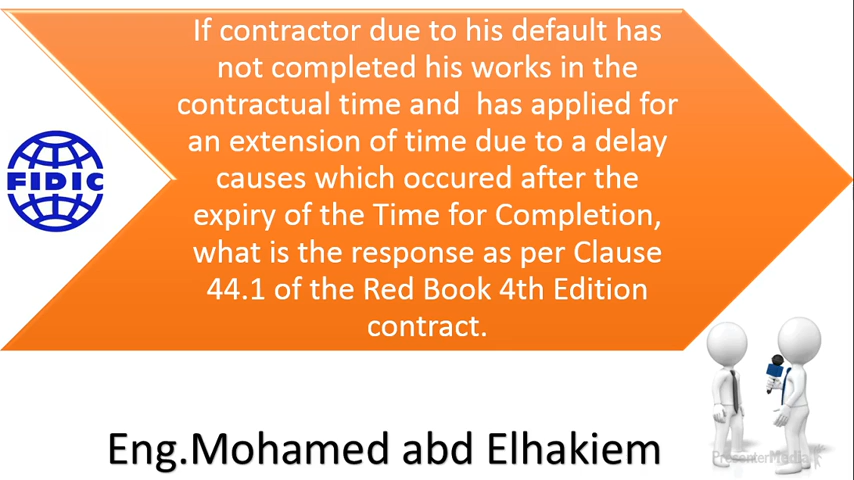 If contractor due to his default has
not completed his works in the
contractual time and has applied for
an extension of time due to a delay
causes which occured after the
expiry of the Time for Completion,
what is the response as per Clause
44.1 of the Red Book 4th Edition
contract.
FIDIC
Eng.Mohamed abd Elhakiem
PresenterMedia